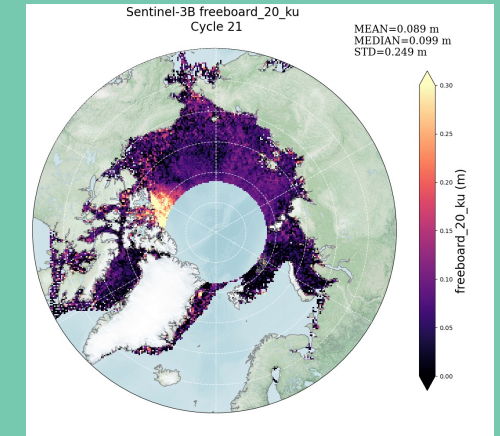 Sentinel-3B freeboard_20_ku
Cycle 21
MEAN=0.089 m
MEDIAN=0.099 m
STD=0.249 m
0.30
0.25
0.20
0.15
0.10
0.05
0.00
freeboard_20_ku (m)